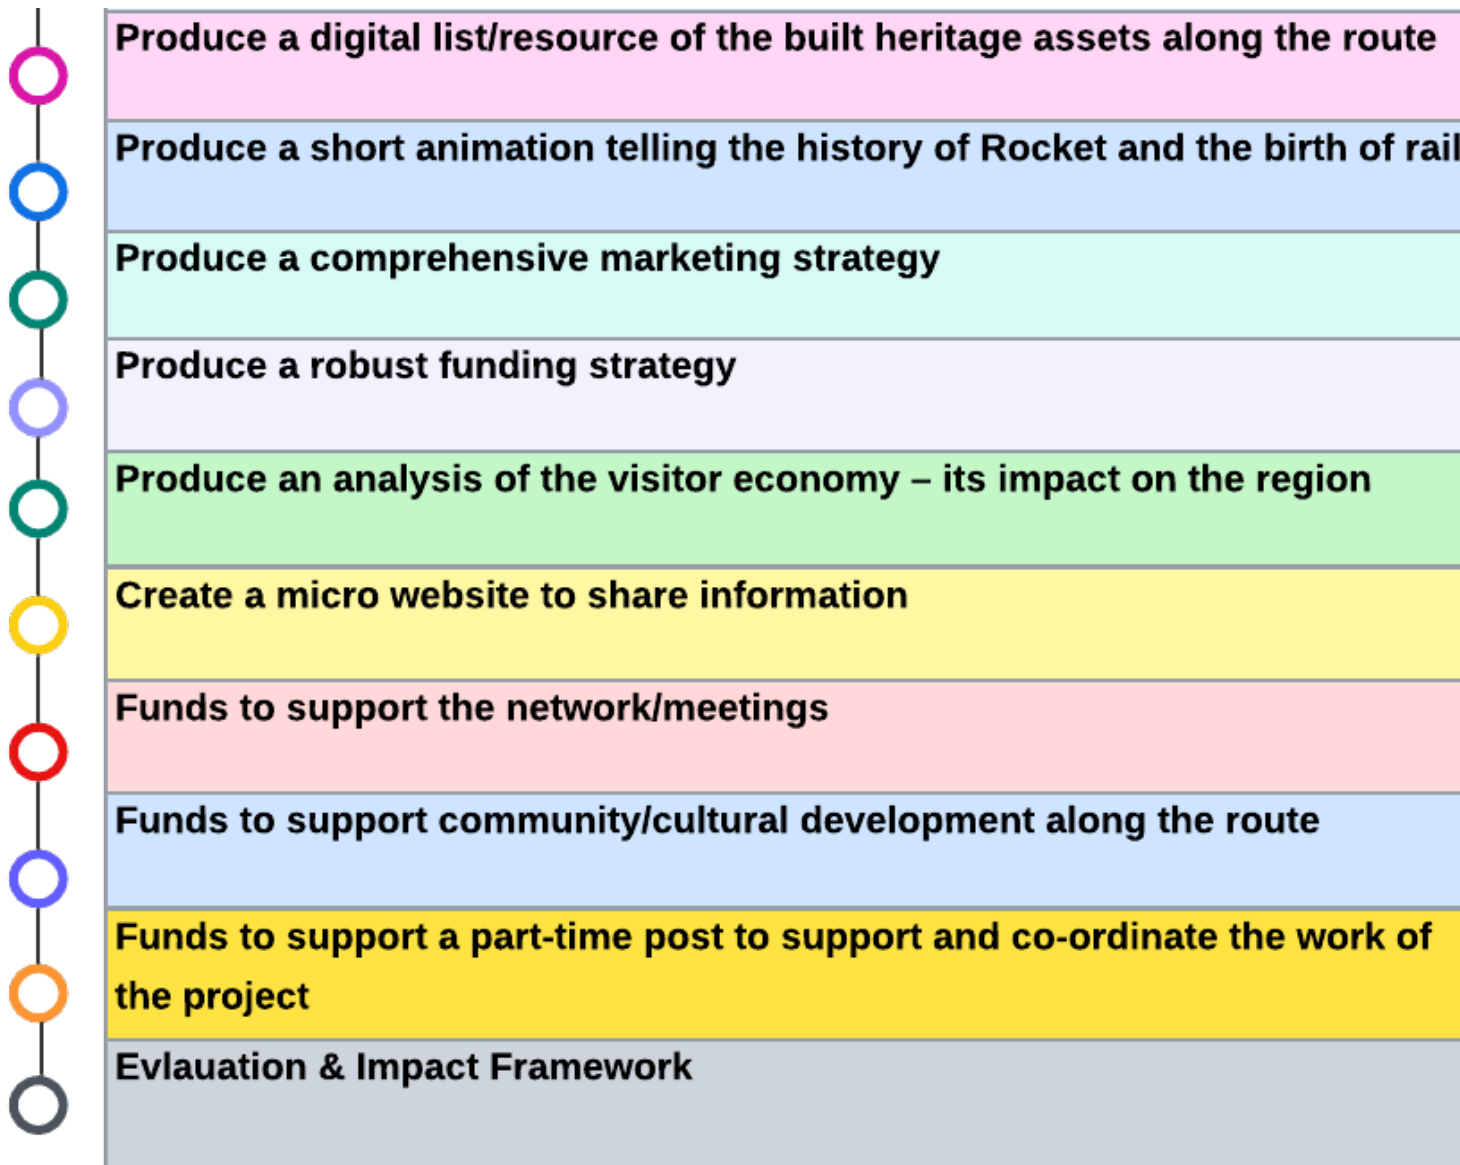 Produce a digital list/resource of the built heritage assets along the route
Produce a short animation telling the history of Rocket and the birth of rail
Produce a comprehensive marketing strategy
Produce a robust funding strategy
Produce an analysis of the visitor economy – its impact on the region
Create a micro website to share information
Funds to support the network/meetings
Funds to support community/cultural development along the route
Funds to support a part-time post to support and co-ordinate the work of
the project
Evlauation & Impact Framework